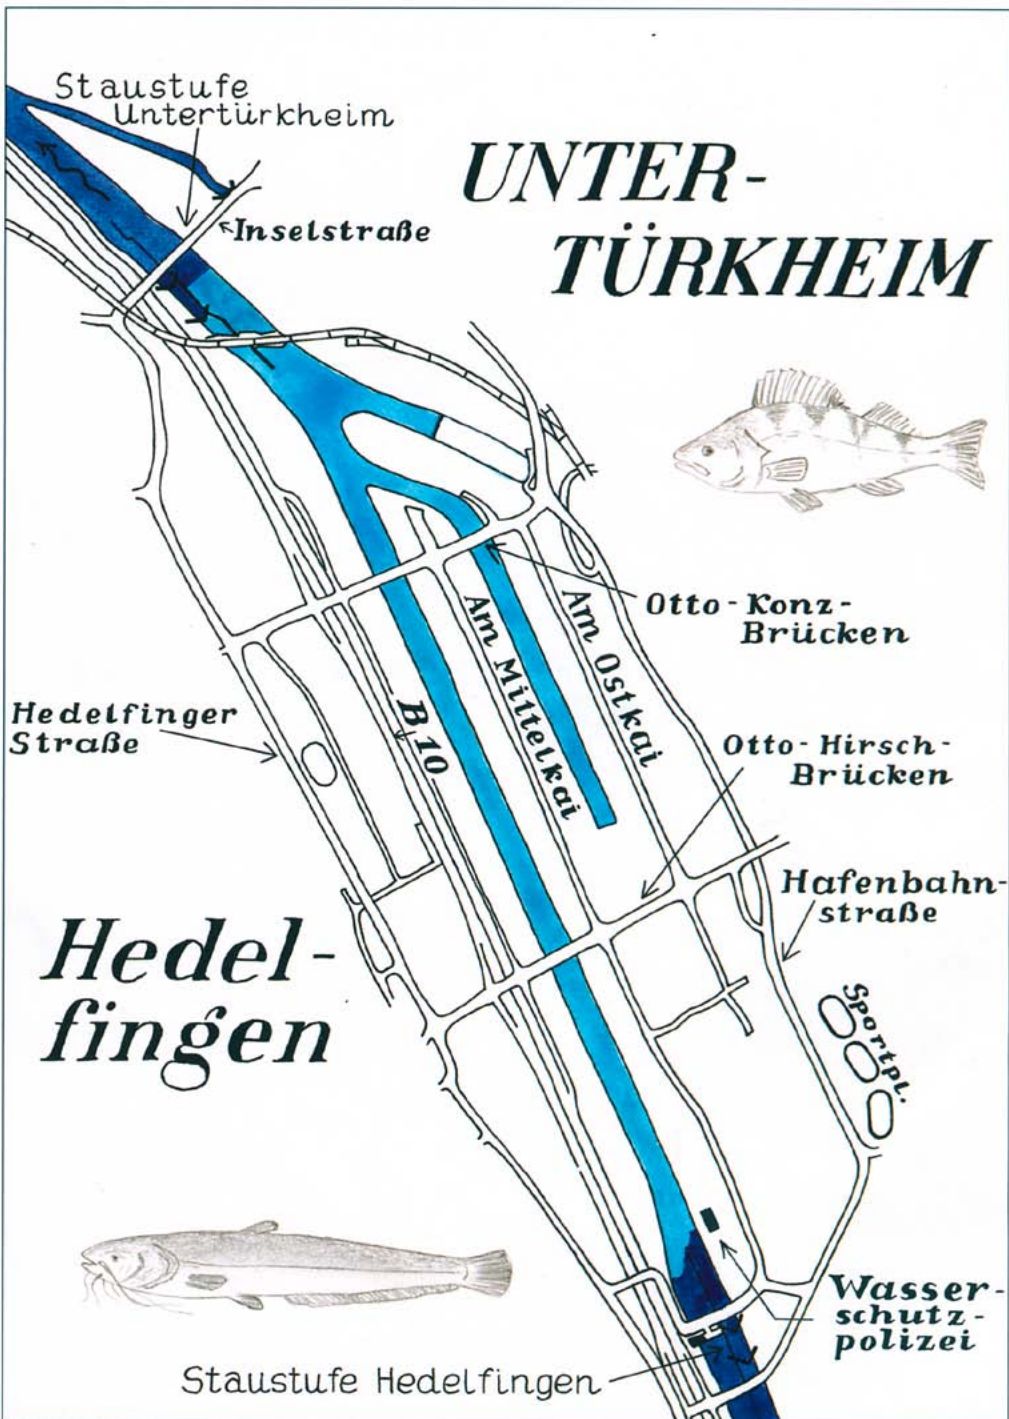 Staustufe
Untertürkheim
UNTER-
TÜRKHEIM
Inselstraße
Otto-Konz-
Brücken
Am Ostkai
Am Mittelkai
B 10
Hedelfinger
Straße
Otto-Hirsch-
Brücken
Hafenbahn-
straße
Hedel-
fingen
Sportpl.
Wasser-
schutz-
polizei
Staustufe Hedelfingen